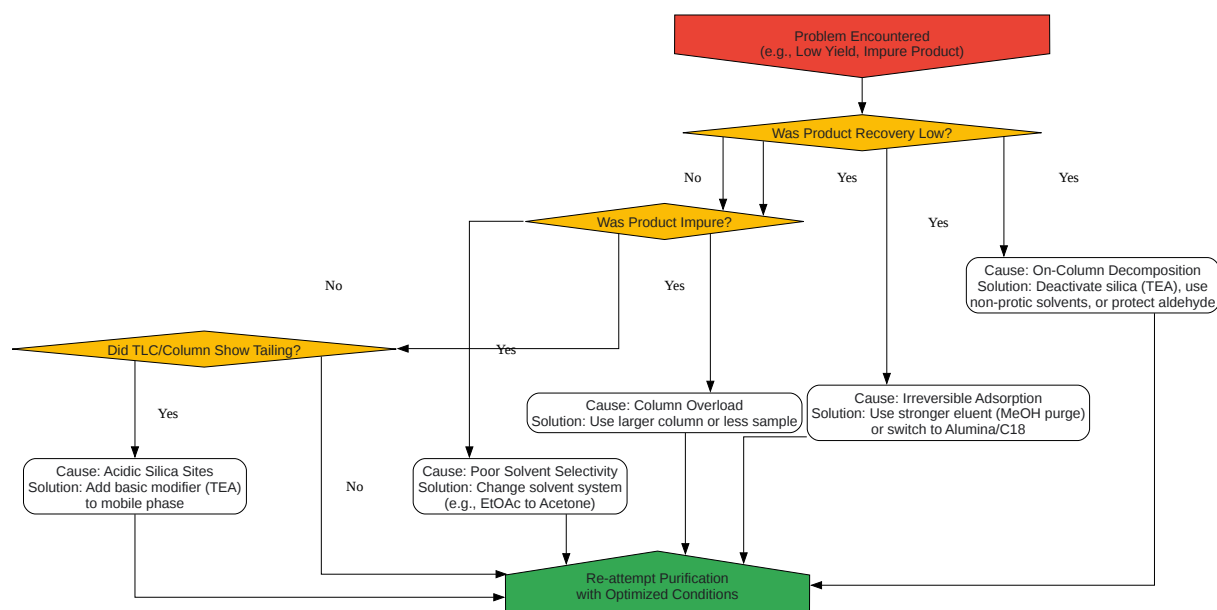 Problem Encountered
(e.g., Low Yield, Impure Product)
Was Product Recovery Low?
No
Yes
Yes
Was Product Impure?
Yes
Cause: On-Column Decomposition
Solution: Deactivate silica (TEA), use
non-protic solvents, or protect aldehyde
No
Yes
Did TLC/Column Show Tailing?
Yes
Cause: Irreversible Adsorption
Solution: Use stronger eluent (MeOH purge)
or switch to Alumina/C18
Cause: Column Overload
Solution: Use larger column or less sample
Yes
Cause: Acidic Silica Sites
Solution: Add basic modifier (TEA)
to mobile phase
No
Cause: Poor Solvent Selectivity
Solution: Change solvent system
(e.g., EtOAc to Acetone)
Re-attempt Purification
with Optimized Conditions